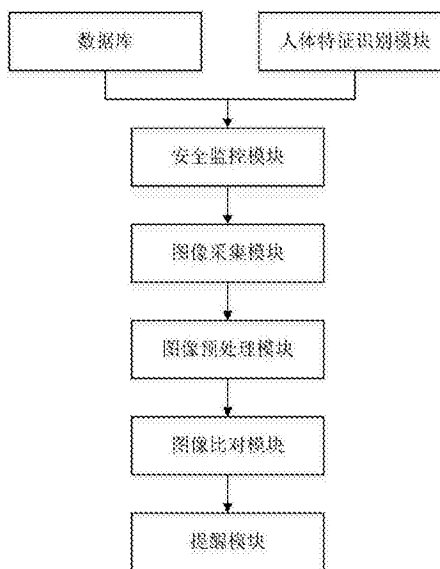 数据库
人体特征识别模块
安全监控模块
图像采集模块
图像预处理模块
图像比对模块
提醒模块